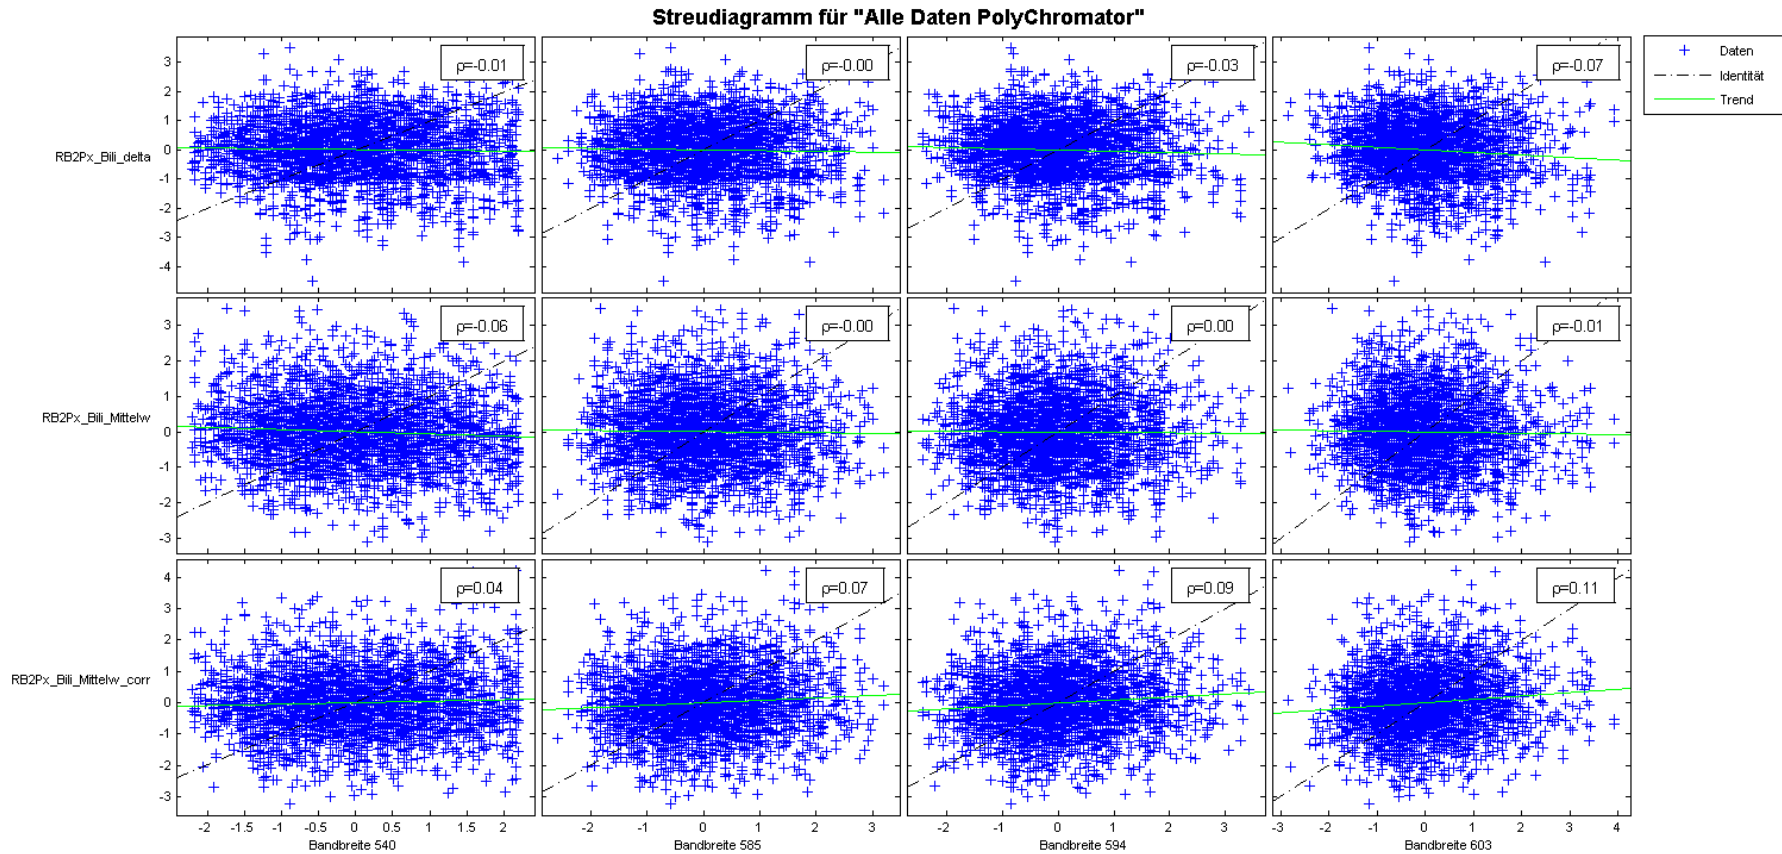 Streudiagramm für "Alle Daten PolyChromator"
ρ=-0.01
ρ=-0.00
ρ=-0.03
ρ=-0.07
Daten
Identität
Trend
3
2
1
0
-1
-2
-3
-4
RB2Px_Bili_delta
ρ=-0.06
ρ=-0.00
ρ=0.00
ρ=-0.01
3
2
1
0
-1
-2
-3
RB2Px_Bili_Mittelw
ρ=0.04
ρ=0.07
ρ=0.09
ρ=0.11
4
3
2
1
0
-1
-2
-3
RB2Px_Bili_Mittelw_corr
-2 -1.5 -1 -0.5 0 0.5 1 1.5 2
-2 -1 0 1 2 3
-2 -1 0 1 2 3
-3 -2 -1 0 1 2 3 4
Bandbreite 540
Bandbreite 585
Bandbreite 594
Bandbreite 603